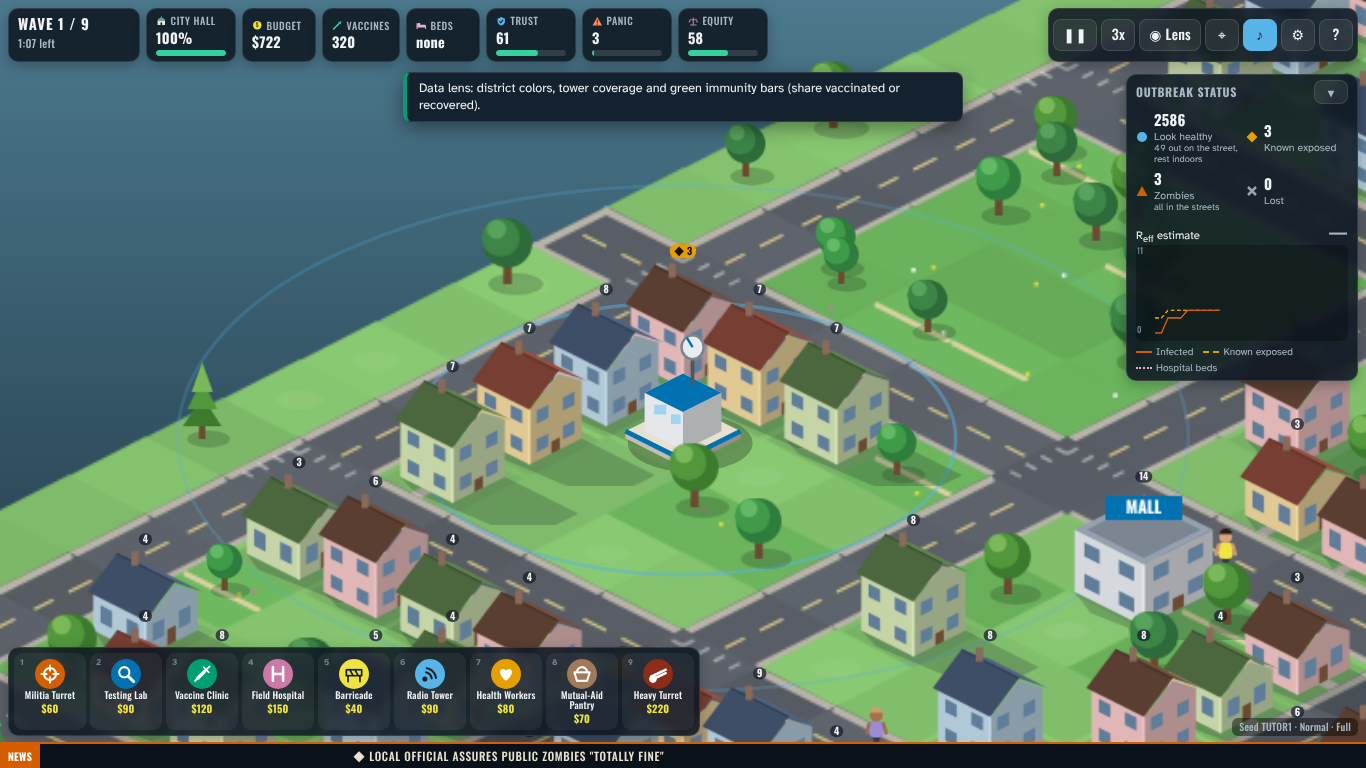 WAVE 1 / 9
1:07 left
CITY HALL
100%
BUDGET
$722
VACCINES
320
BEDS
none
TRUST
61
PANIC
3
EQUITY
58
3x
Lens
?
Data lens: district colors, tower coverage and green immunity bars (share vaccinated or
recovered).
OUTBREAK STATUS
2586
Look healthy
49 out on the street,
rest indoors
3
Known exposed
3
Zombies
all in the streets
0
Lost
Reff estimate
11
0
Infected
Known exposed
Hospital beds
3
8
7
7
7
7
3
6
4
4
4
4
4
8
5
14
MALL
8
3
3
4
8
8
9
4
6
1
Militia Turret
$60
2
Testing Lab
$90
3
Vaccine Clinic
$120
4
Field Hospital
$150
5
Barricade
$40
6
Radio Tower
$90
7
Health Workers
$80
8
Mutual-Aid
Pantry
$70
9
Heavy Turret
$220
Seed TUTOR1 · Normal · Full
NEWS
LOCAL OFFICIAL ASSURES PUBLIC ZOMBIES "TOTALLY FINE"